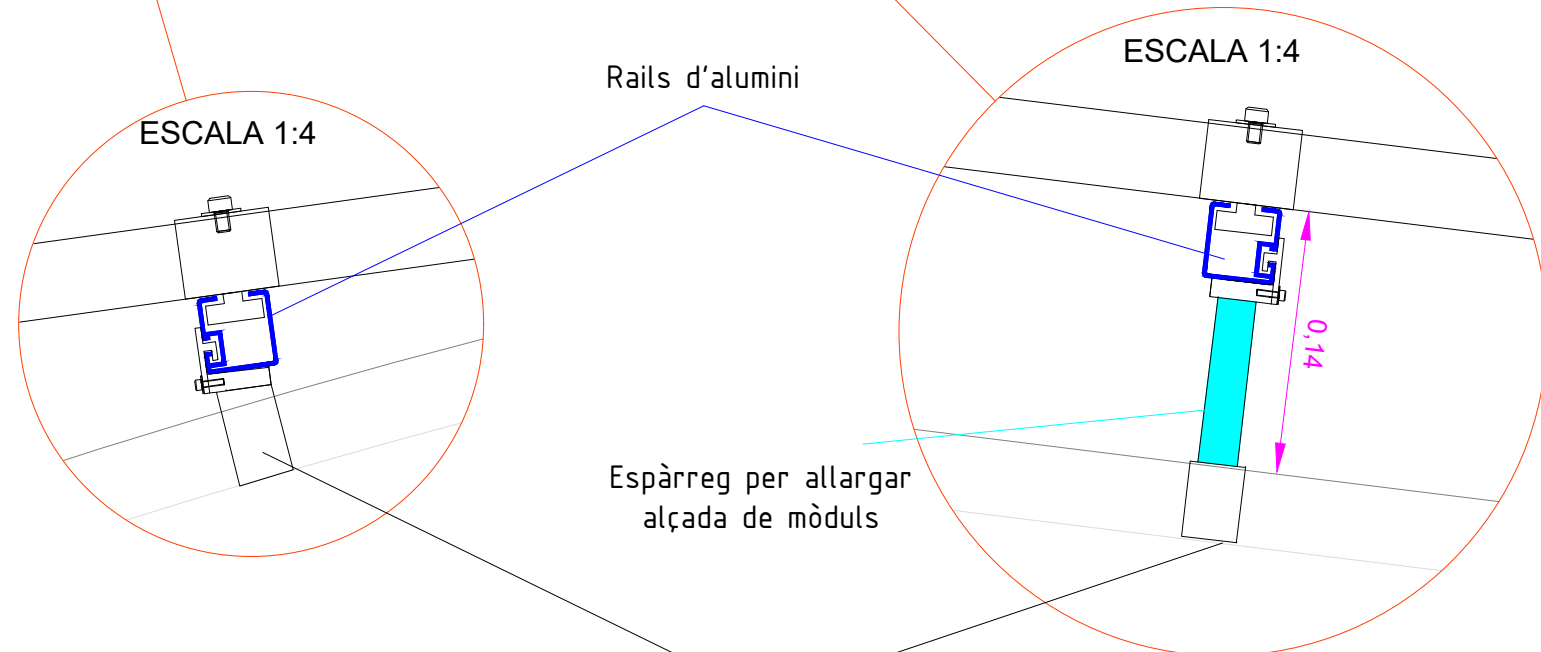 ESCALA 1:4
Rails d'alumini
ESCALA 1:4
0,14
Espàrreg per allargar
alçada de mòduls